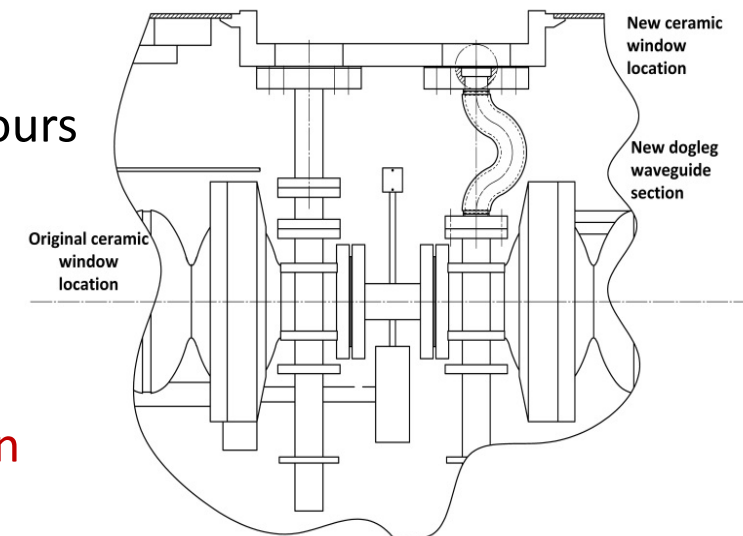 New ceramic
window
location
ours
New dogleg
waveguide
section
Original ceramic
window
location
n